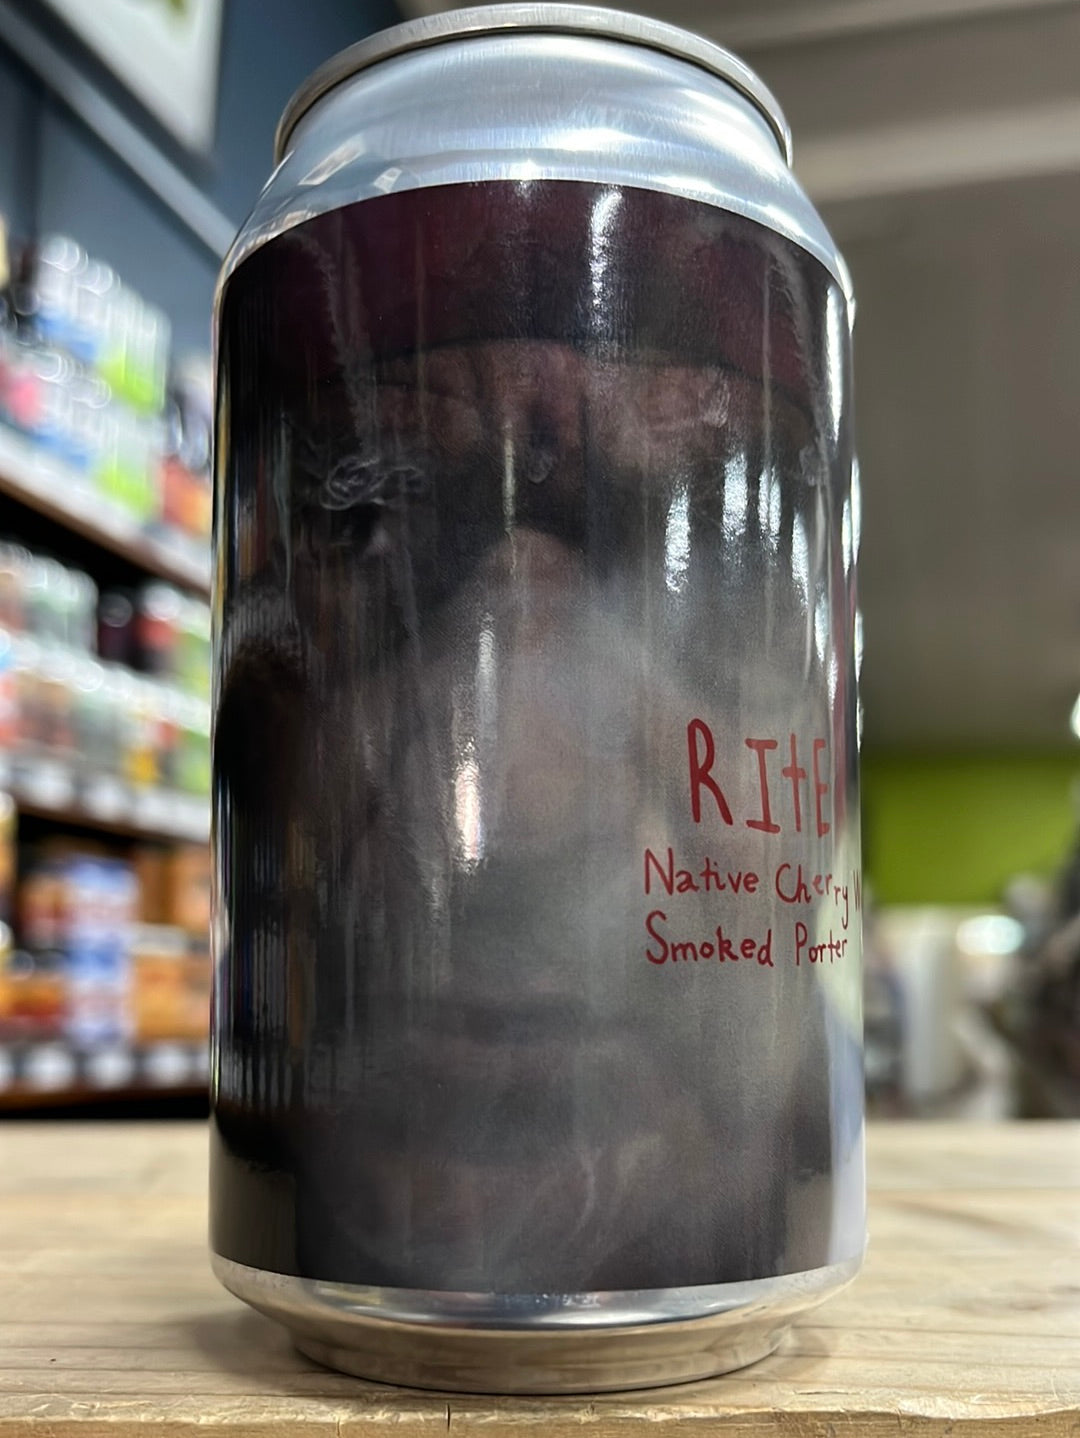 RItE
Native Cherry
Smoked Porter